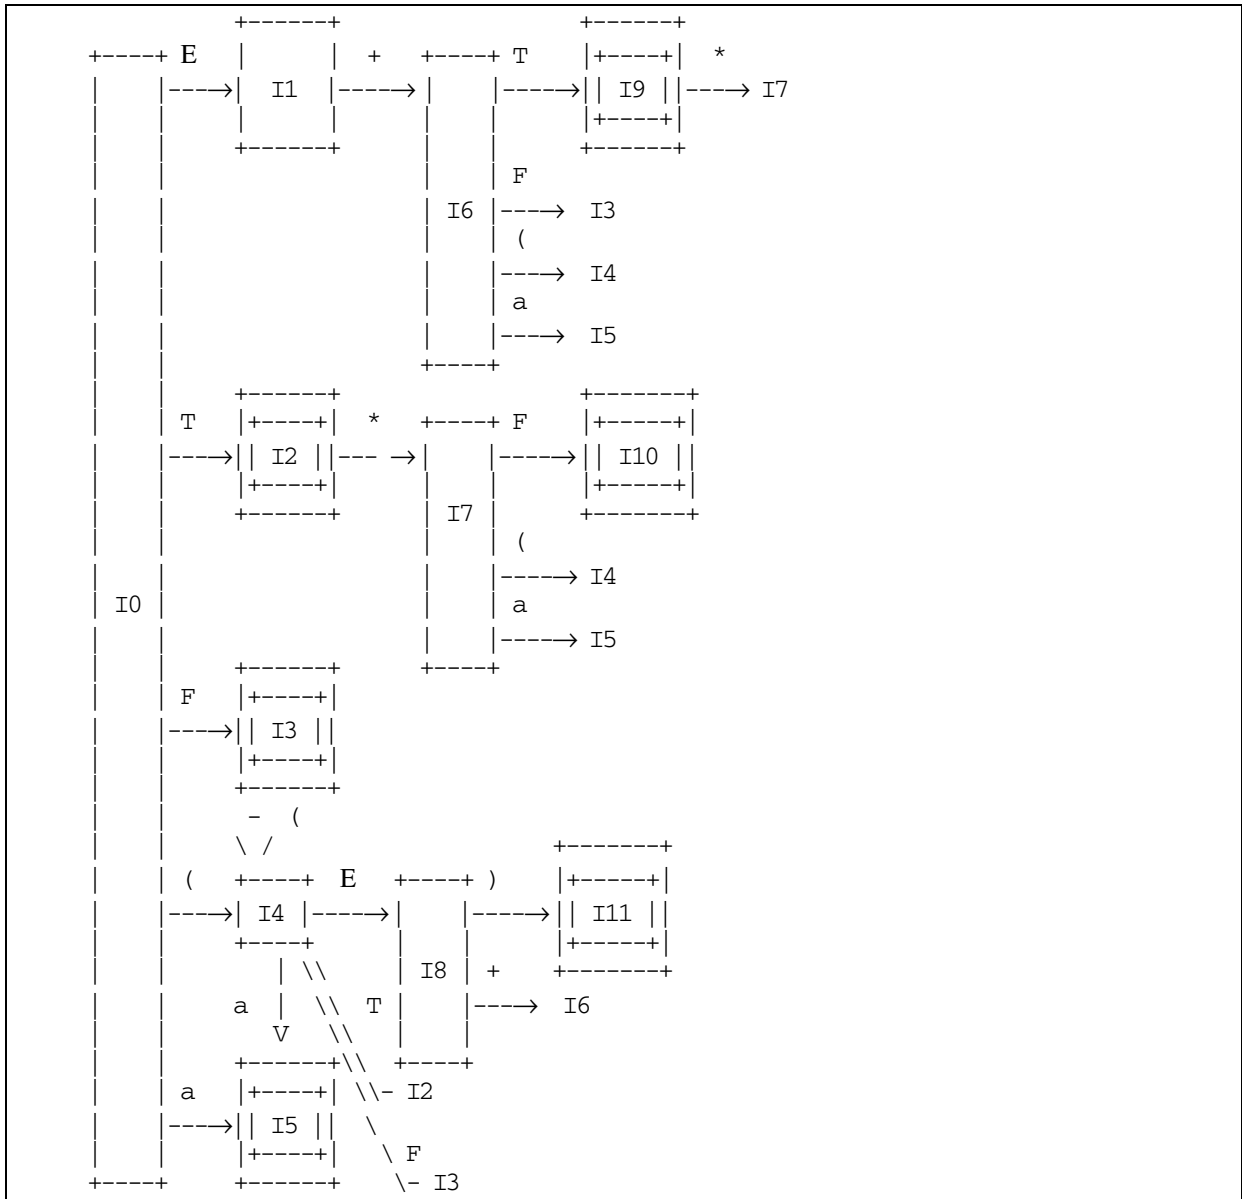 +------+               +------+
+----+ E  |      |  +   +----+ T   |+----+|  *
|    |---→|  I1  |----→ |    |----→|| I9 ||---→ I7
|    |    |      |      |    |     |+----+|
|    |    +------+      |    |     +------+
|    |                  |    | F
|    |                  | I6 |---→  I3
|    |                  |    | (
|    |                  |    |---→  I4
|    |                  |    | a
|    |                  |    |---→  I5
|    |                  +----+
|    |    +------+               +-------+
|    | T  |+----+|  *   +----+ F   |+-----+|
|    |---→|| I2 ||--- →|    |----→|| I10 ||
|    |    |+----+|      |    |     |+-----+|
|    |    +------+      | I7 |     +-------+
|    |                  |    | (
|    |                  |    |----→ I4
| I0 |                  |    | a
|    |                  |    |----→ I5
|    |    +------+      +----+
|    | F  |+----+|
|    |---→|| I3 ||
|    |    |+----+|
|    |    +------+
|    |     -  (
|    |    \ /                  +-------+
|    | (  +----+  E   +----+ )    |+-----+|
|    |---→| I4 |----→|    |----→|| I11 ||
|    |    +----+     |    |     |+-----+|
|    |       | \\    | I8 | +   +-------+
|    |    a  |  \\ T |    |---→  I6
|    |       V   \\  |    |
|    |    +------+\\  +----+
|    | a  |+----+| \\- I2
|    |---→|| I5 ||  \
|    |    |+----+|   \ F
+----+    +------+    \- I3